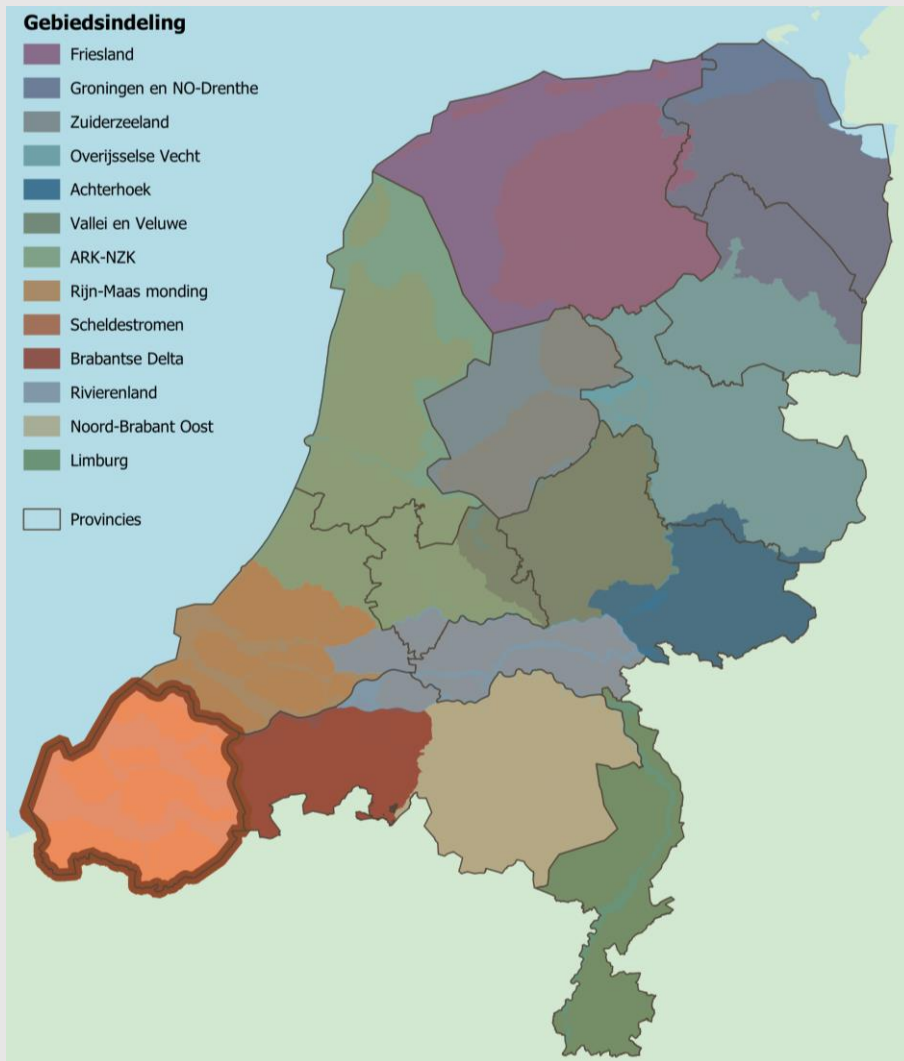 Gebiedsindeling
Friesland
Groningen en NO-Drenthe
Zuiderzeeland
Overijsselse Vecht
Achterhoek
Vallei en Veluwe
ARK-NZK
Rijn-Maas monding
Scheldestromen
Brabantse Delta
Rivierenland
Noord-Brabant Oost
Limburg
Provincies